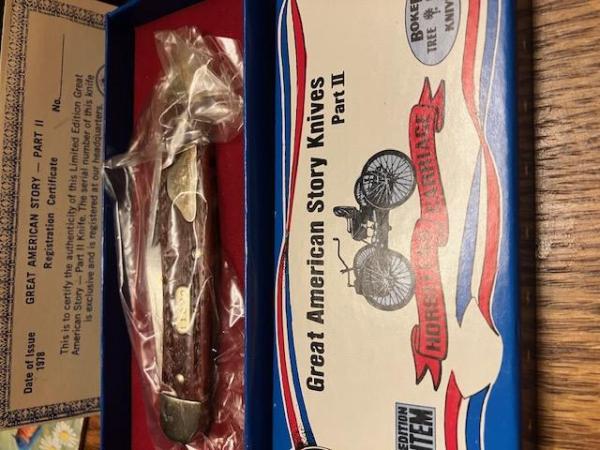 Date of Issue
1978
GREAT AMERICAN STORY — PART II
Registration Certificate
No.
This is to certify the authenticity of this Limited Edition Great
American Story — Part II Knife. The serial number of this knife
is exclusive and is registered at our headquarters.
Great American Story Knives
Part II
HORSELESS CARRIAGE
BOKER
TREE
KNIV
EDITION
ITEM